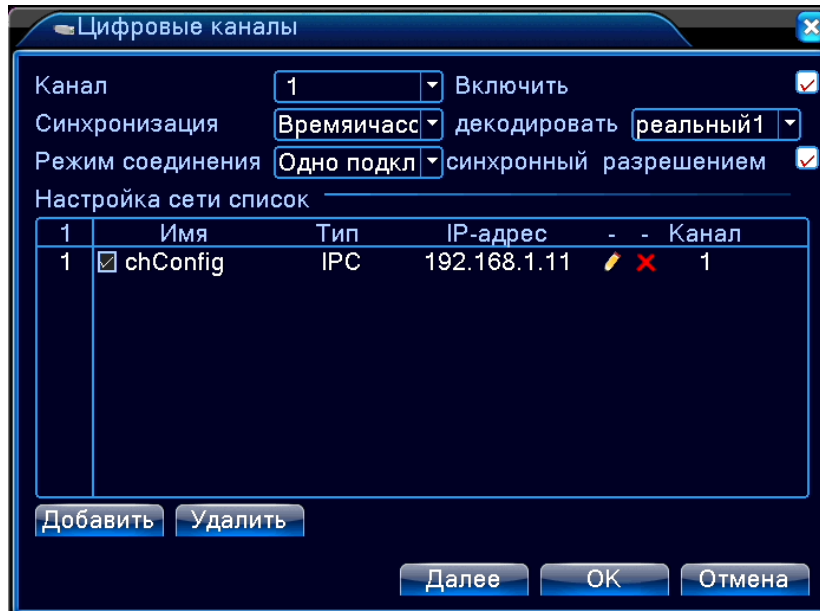 Цифровые каналы
Канал 1 Включить
Синхронизация Времяичасс декодировать реальный1
Режим соединения Одно подкл синхронный разрешением
Настройка сети список
1 Имя Тип IP-адрес - - Канал
1 chConfig IPC 192.168.1.11 1
Добавить Удалить
Далее OK Отмена